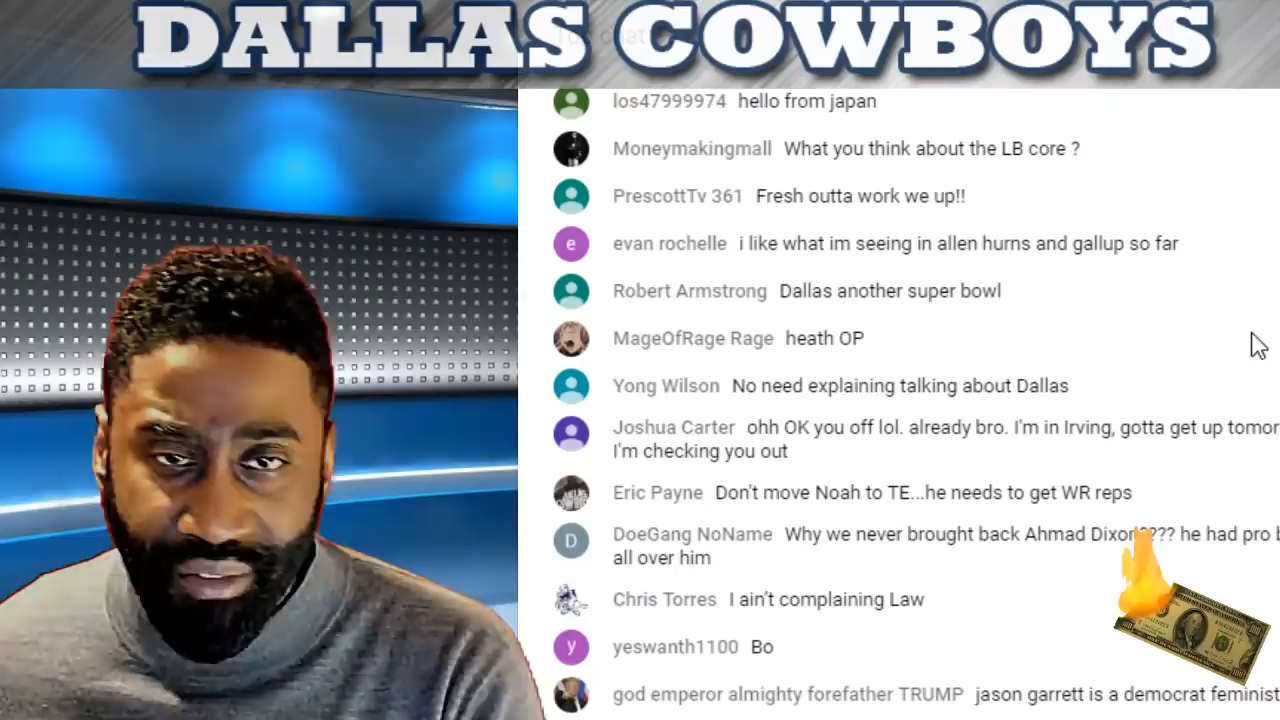 DALLAS COWBOYS
Top chat
los47999974 hello from japan
Moneymakingmall What you think about the LB core ?
PrescottTv 361 Fresh outta work we up!!
evan rochelle i like what im seeing in allen hurns and gallup so far
Robert Armstrong Dallas another super bowl
MageOfRage Rage heath OP
e
Yong Wilson No need explaining talking about Dallas
Joshua Carter ohh OK you off lol. already bro. I'm in Irving, gotta get up tomor
I'm checking you out
Eric Payne Don't move Noah to TE...he needs to get WR reps
D
DoeGang NoName Why we never brought back Ahmad Dixon???? he had pro b
all over him
Chris Torres I ain't complaining Law
y
yeswanth1100 Bo
god emperor almighty forefather TRUMP jason garrett is a democrat feminist
100